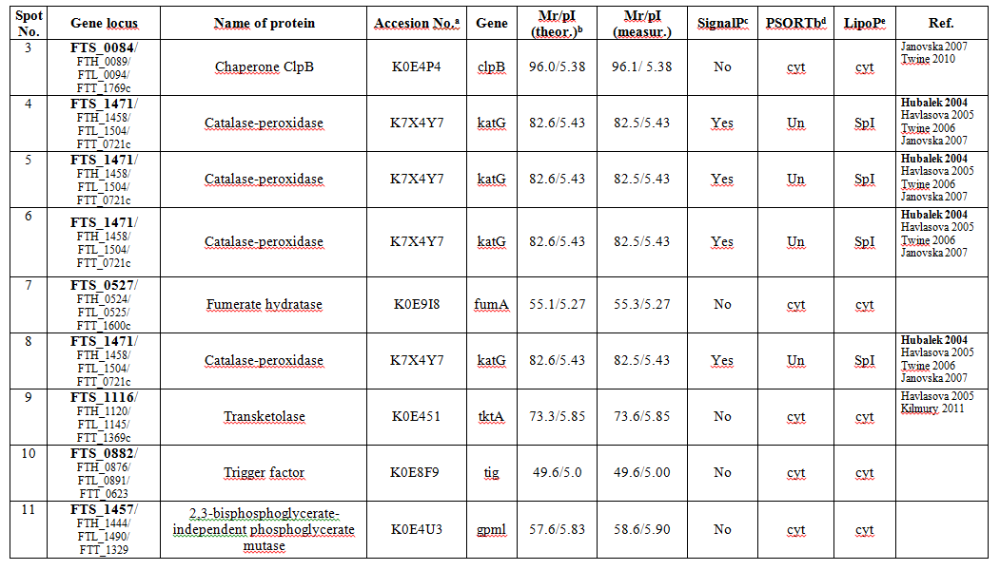 Spot No. Gene locus Name of protein Accesion No.a Gene Mr/pI (theor.)b Mr/pI (measur.) SignalPc PSORTbd LipoPe Ref.
3 FTS_0084/ FTH_0089/ FTL_0094/ FTT_1769c Chaperone ClpB K0E4P4 clpB 96.0/5.38 96.1/ 5.38 No cyt cyt Janovska 2007 Twine 2010
4 FTS_1471/ FTH_1458/ FTL_1504/ FTT_0721c Catalase-peroxidase K7X4Y7 katG 82.6/5.43 82.5/5.43 Yes Un SpI Hubalek 2004 Havlasova 2005 Twine 2006 Janovska 2007
5 FTS_1471/ FTH_1458/ FTL_1504/ FTT_0721c Catalase-peroxidase K7X4Y7 katG 82.6/5.43 82.5/5.43 Yes Un SpI Hubalek 2004 Havlasova 2005 Twine 2006 Janovska 2007
6 FTS_1471/ FTH_1458/ FTL_1504/ FTT_0721c Catalase-peroxidase K7X4Y7 katG 82.6/5.43 82.5/5.43 Yes Un SpI Hubalek 2004 Havlasova 2005 Twine 2006 Janovska 2007
7 FTS_0527/ FTH_0524/ FTL_0525/ FTT_1600c Fumerate hydratase K0E9I8 fumA 55.1/5.27 55.3/5.27 No cyt cyt
8 FTS_1471/ FTH_1458/ FTL_1504/ FTT_0721c Catalase-peroxidase K7X4Y7 katG 82.6/5.43 82.5/5.43 Yes Un SpI Hubalek 2004 Havlasova 2005 Twine 2006 Janovska 2007
9 FTS_1116/ FTH_1120/ FTL_1145/ FTT_1369c Transketolase K0E451 tktA 73.3/5.85 73.6/5.85 No cyt cyt Havlasova 2005 Kilmury, 2011
10 FTS_0882/ FTH_0876/ FTL_0891/ FTT_0623 Trigger factor K0E8F9 tig 49.6/5.0 49.6/5.00 No cyt cyt
11 FTS_1457/ FTH_1444/ FTL_1490/ FTT_1329 2,3-bisphosphoglycerate-independent phosphoglycerate mutase K0E4U3 gpml 57.6/5.83 58.6/5.90 No cyt cyt